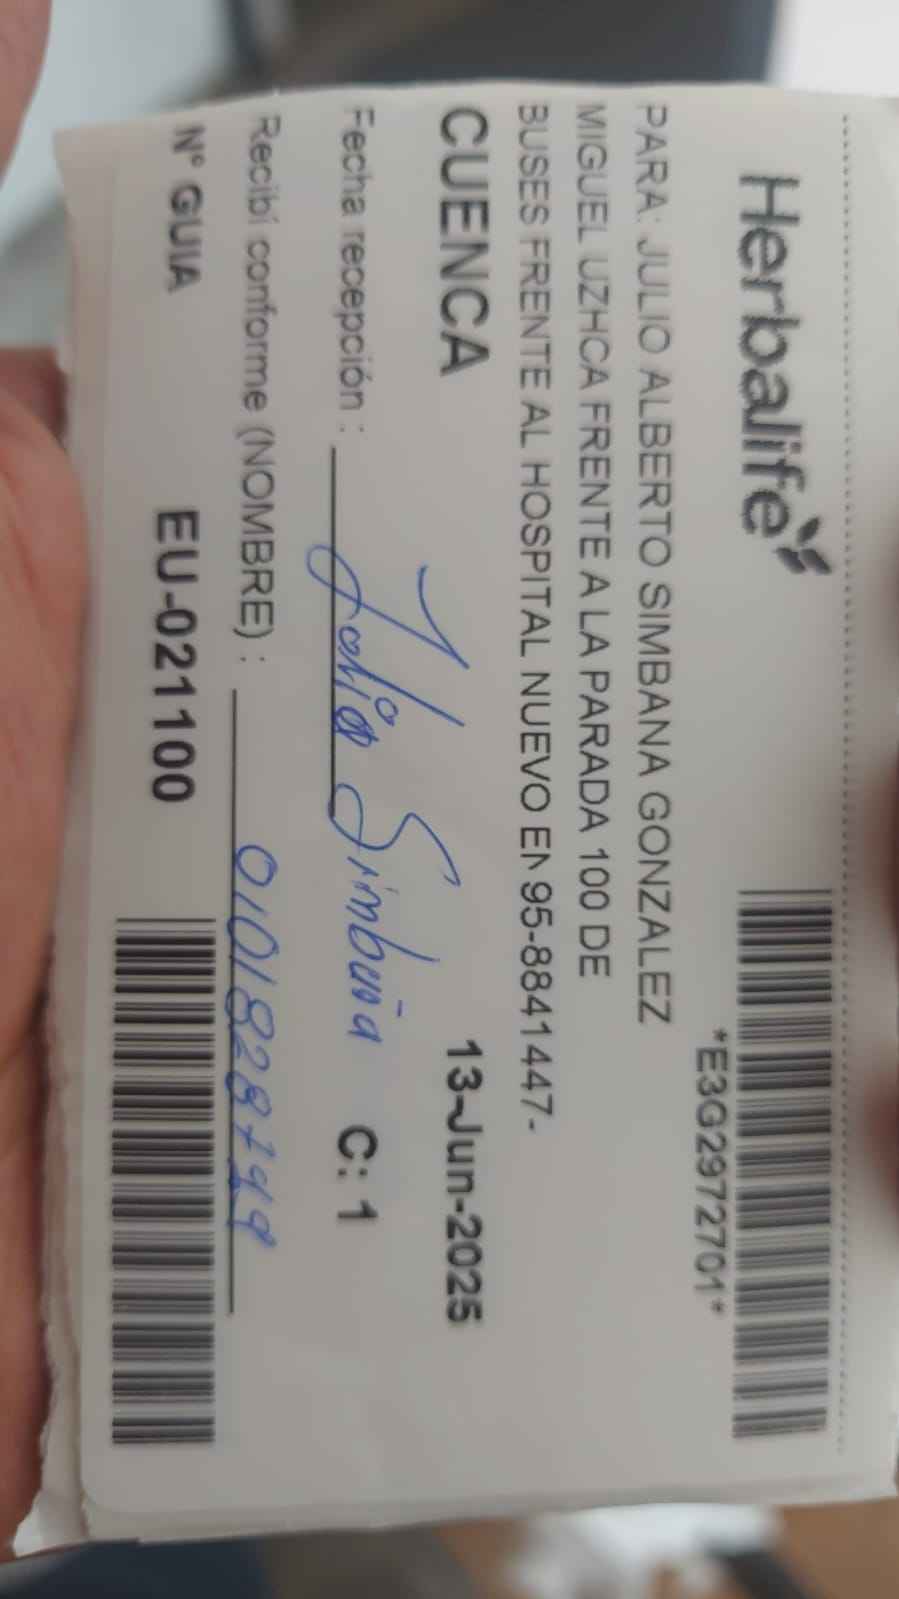 Herbalife
*E3G2972701*
PARA: JULIO ALBERTO SIMBANA GONZALEZ
MIGUEL UZHCA FRENTE A LA PARADA 100 DE
BUSES FRENTE AL HOSPITAL NUEVO EN 95-8841447-
CUENCA 13-Jun-2025
Fecha recepción : Julio Simbaña C: 1
Recibí conforme (NOMBRE) :
N° GUIA EU-021100